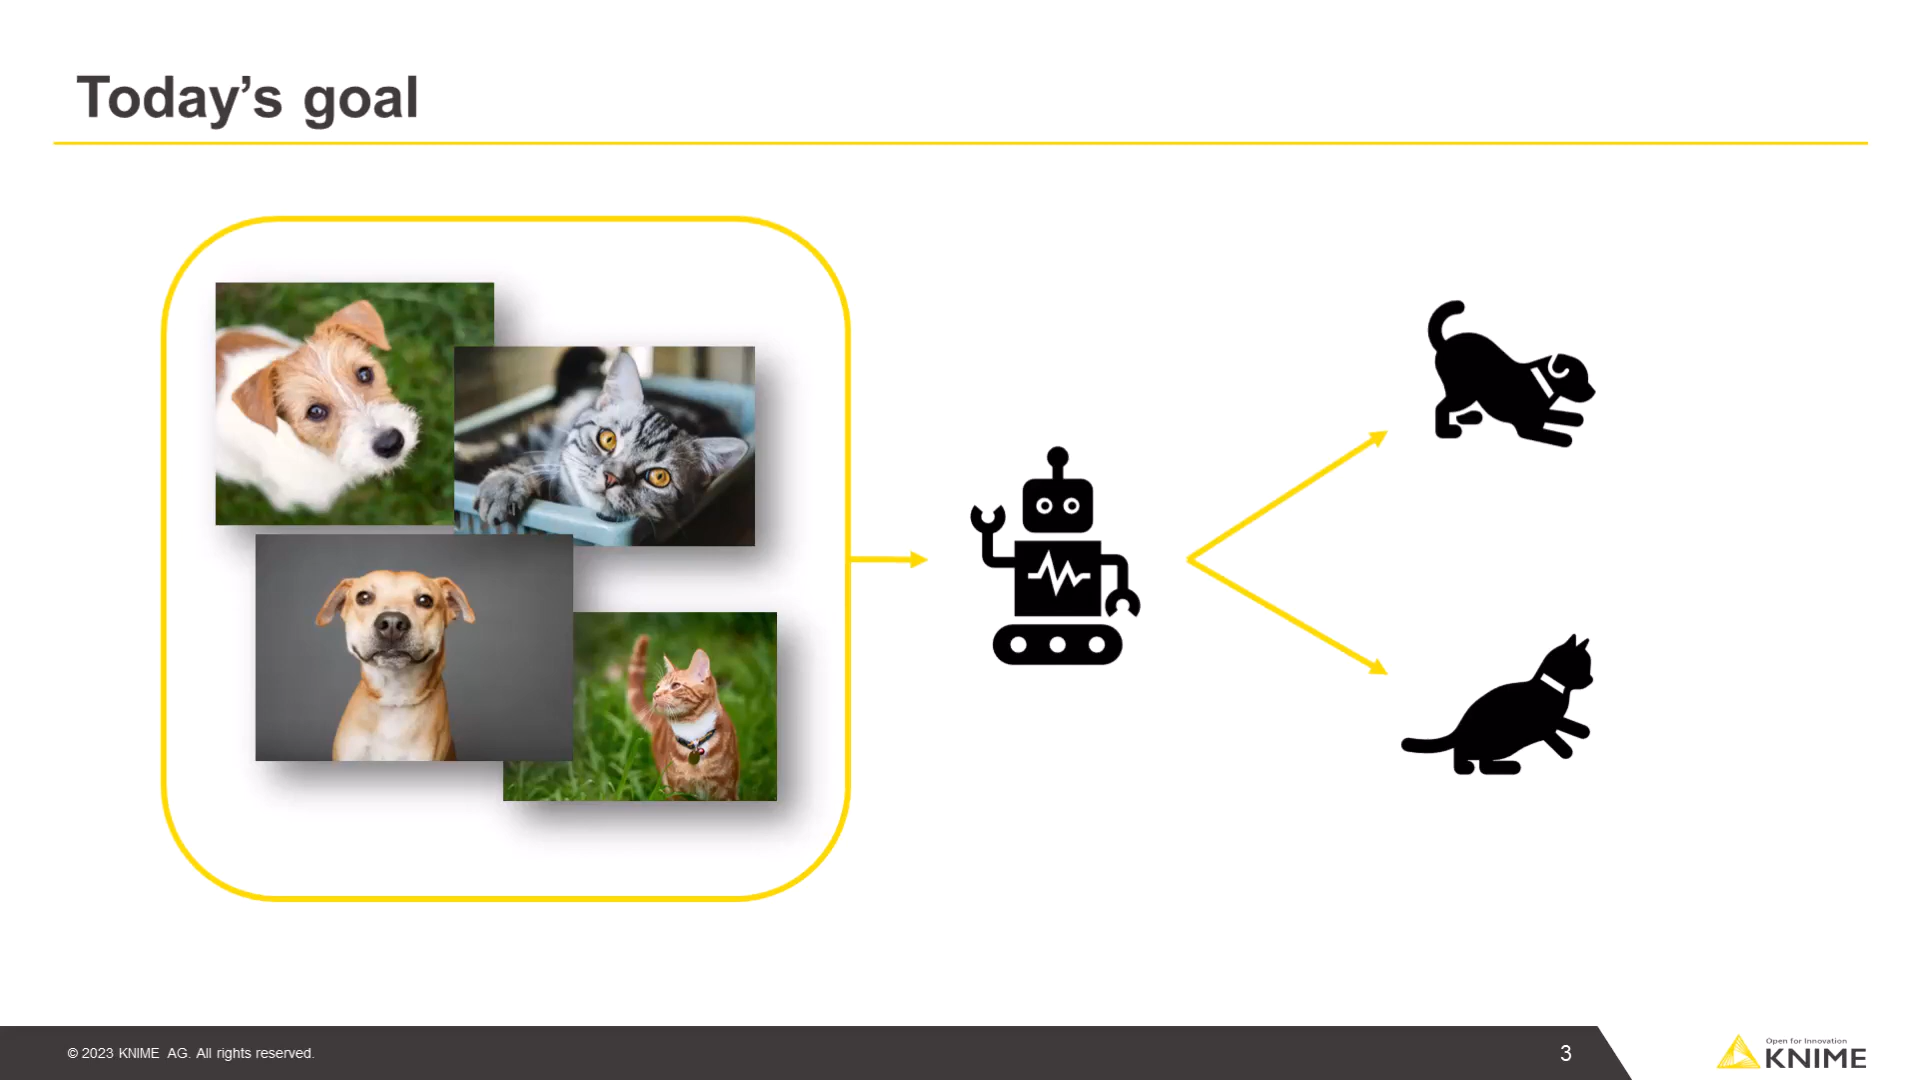 Today’s goal
© 2023 KNIME AG. All rights reserved.
3
Open for Innovation
KNIME